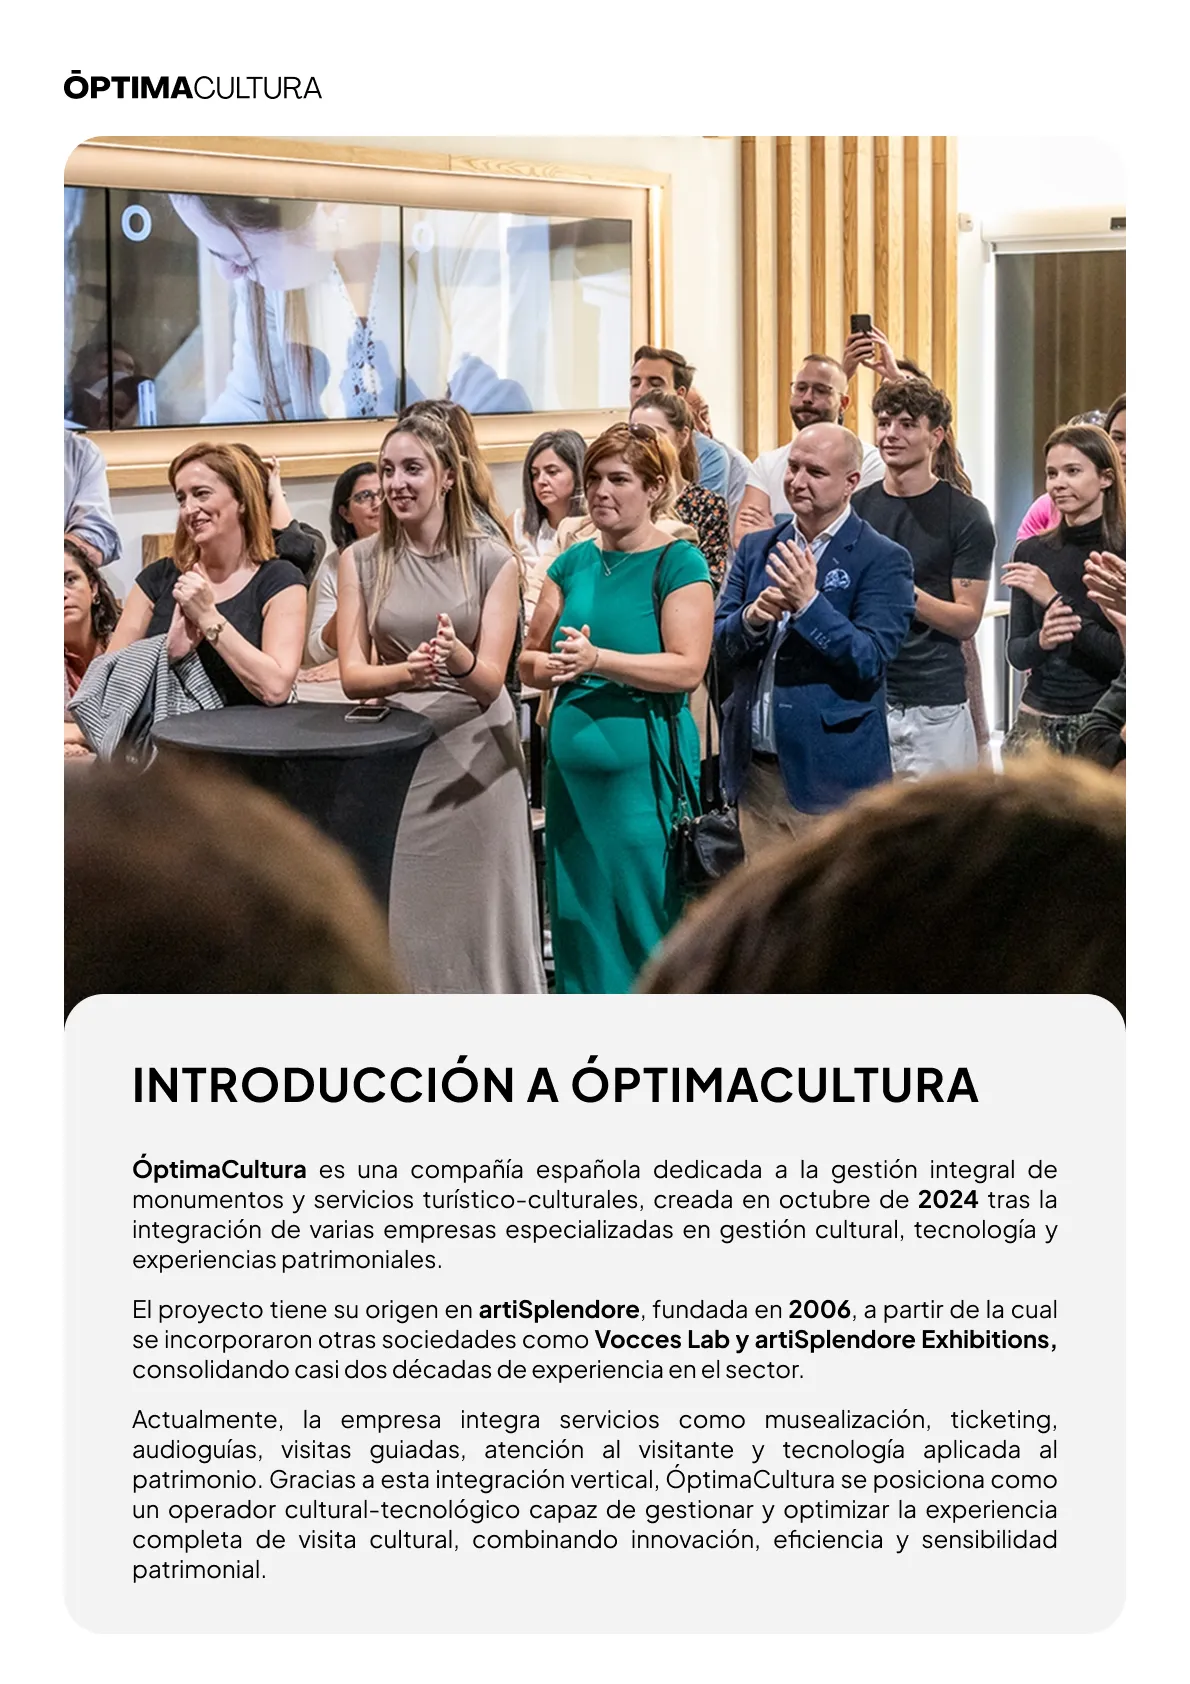 ŌPTIMACULTURA
O
O
INTRODUCCIÓN A ÓPTIMACULTURA
ÓptimaCultura es una compañía española dedicada a la gestión integral de
monumentos y servicios turístico-culturales, creada en octubre de 2024 tras la
integración de varias empresas especializadas en gestión cultural, tecnología y
experiencias patrimoniales.
El proyecto tiene su origen en artiSplendore, fundada en 2006, a partir de la cual
se incorporaron otras sociedades como Vocces Lab y artiSplendore Exhibitions,
consolidando casi dos décadas de experiencia en el sector.
Actualmente, la empresa integra servicios como musealización, ticketing,
audioguías, visitas guiadas, atención al visitante y tecnología aplicada al
patrimonio. Gracias a esta integración vertical, ÓptimaCultura se posiciona como
un operador cultural-tecnológico capaz de gestionar y optimizar la experiencia
completa de visita cultural, combinando innovación, eficiencia y sensibilidad
patrimonial.